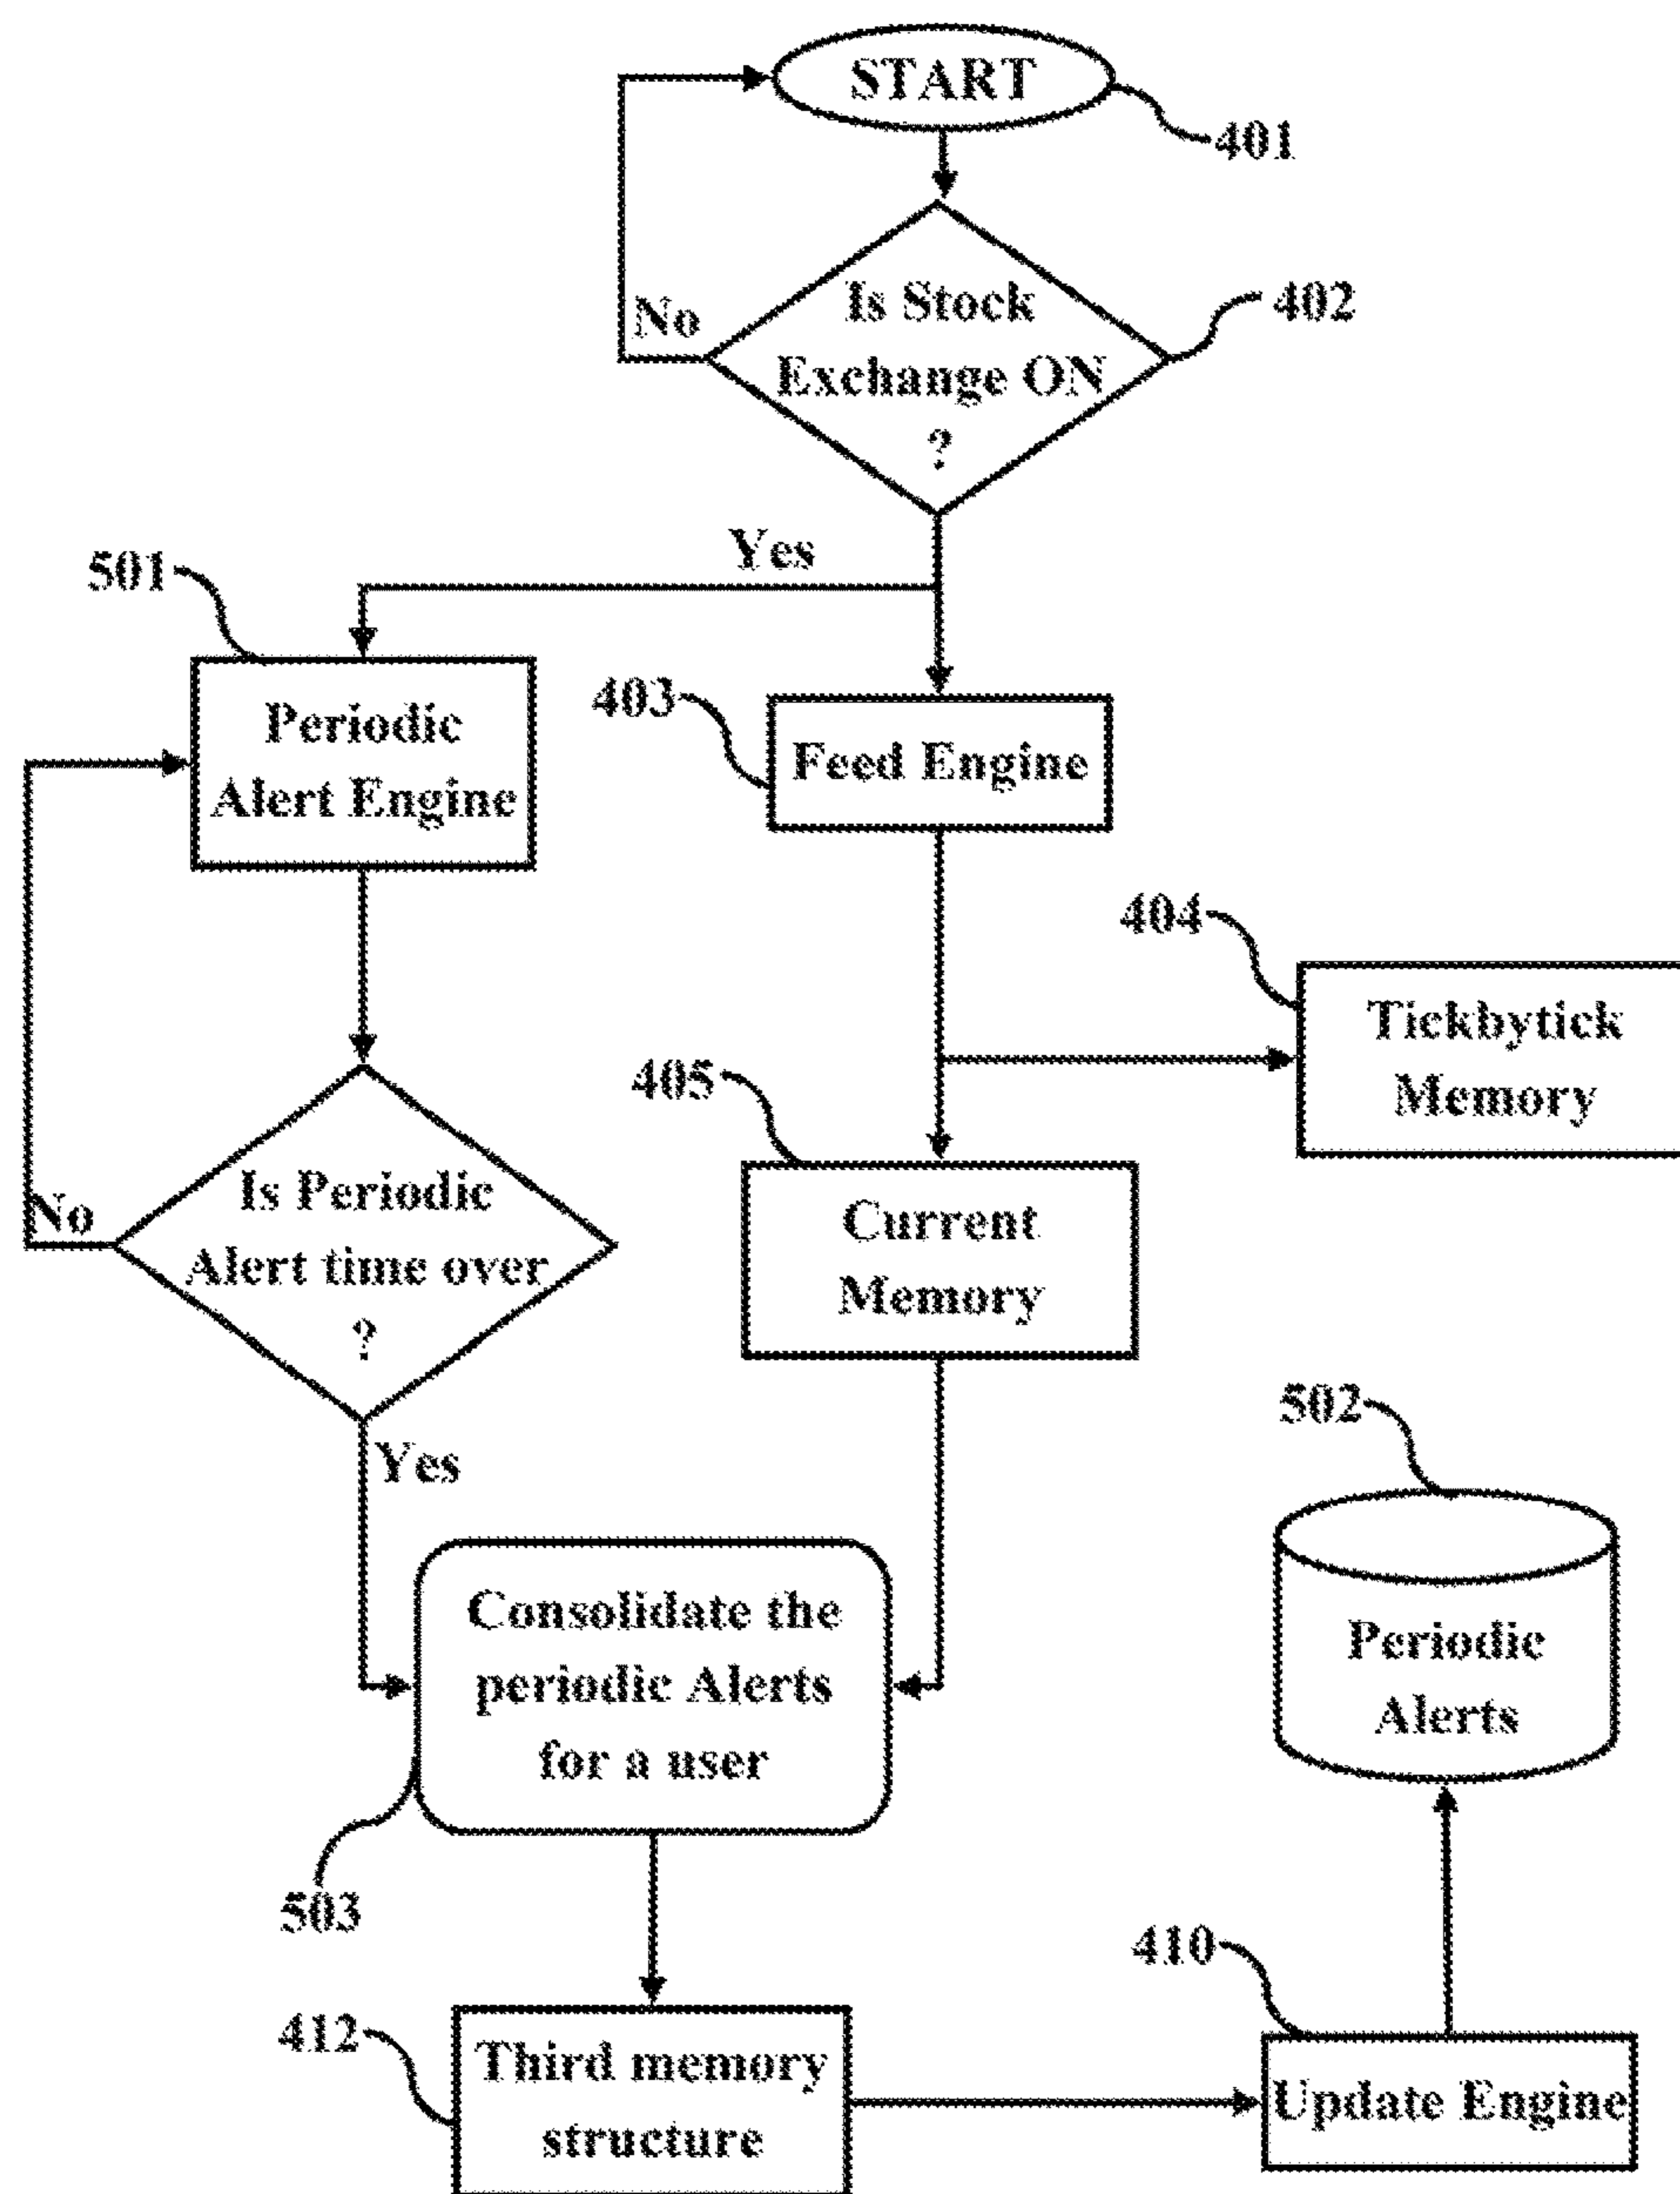 START
401
Is Stock
Exchange ON
?
402
No
Yes
501
Periodic
Alert Engine
403
Feed Engine
404
Tickbytick
Memory
405
Current
Memory
Is Periodic
Alert time over
?
No
Yes
502
Periodic
Alerts
Consolidate the
periodic Alerts
for a user
503
410
Update Engine
412
Third memory
structure